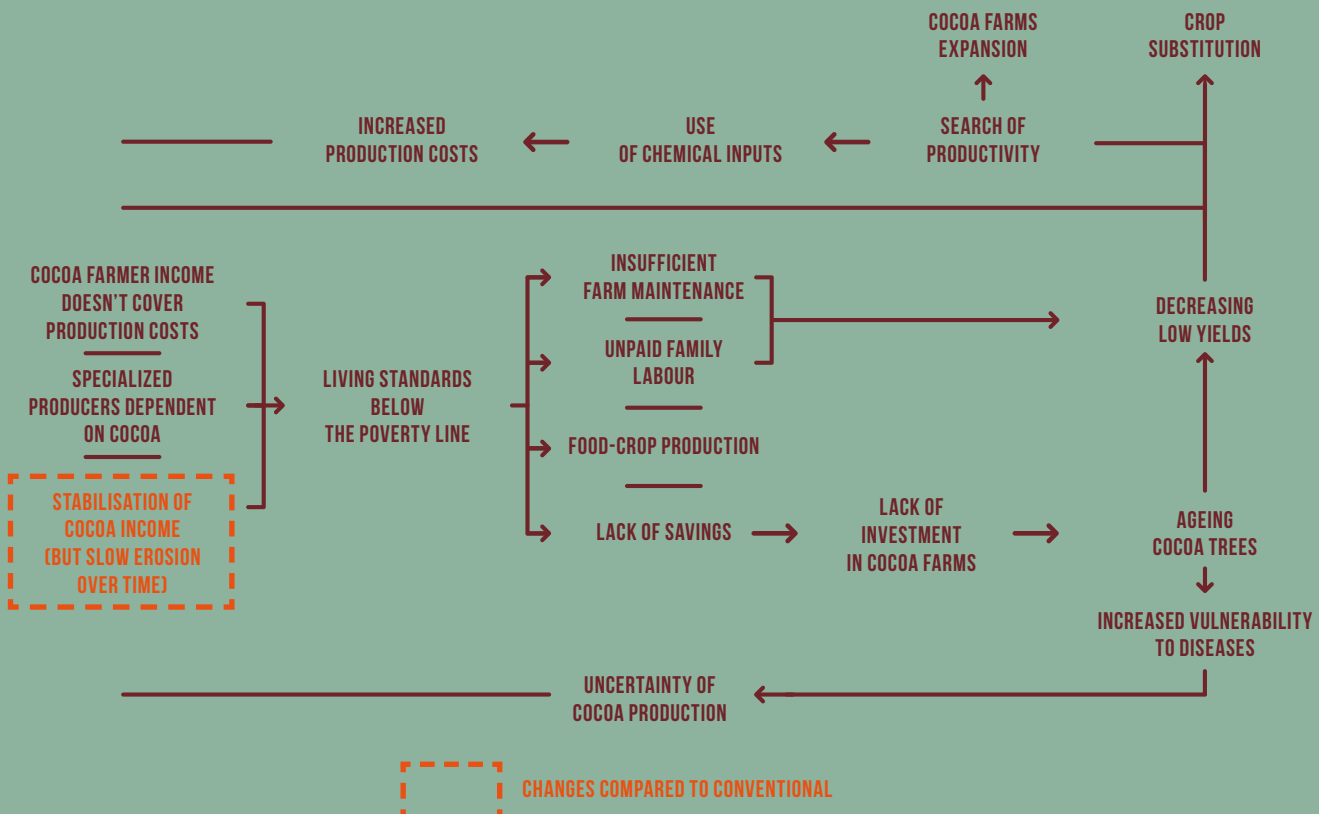 COCOA FARMS
EXPANSION
CROP
SUBSTITUTION
INCREASED
PRODUCTION COSTS
USE
OF CHEMICAL INPUTS
SEARCH OF
PRODUCTIVITY
COCOA FARMER INCOME
DOESN'T COVER
PRODUCTION COSTS
SPECIALIZED
PRODUCERS DEPENDENT
ON COCOA
STABILISATION OF
COCOA INCOME
(BUT SLOW EROSION
OVER TIME)
LIVING STANDARDS
BELOW
THE POVERTY LINE
INSUFFICIENT
FARM MAINTENANCE
UNPAID FAMILY
LABOUR
FOOD-CROP PRODUCTION
LACK OF SAVINGS
LACK OF
INVESTMENT
IN COCOA FARMS
DECREASING
LOW YIELDS
AGEING
COCOA TREES
INCREASED VULNERABILITY
TO DISEASES
UNCERTAINTY OF
COCOA PRODUCTION
CHANGES COMPARED TO CONVENTIONAL